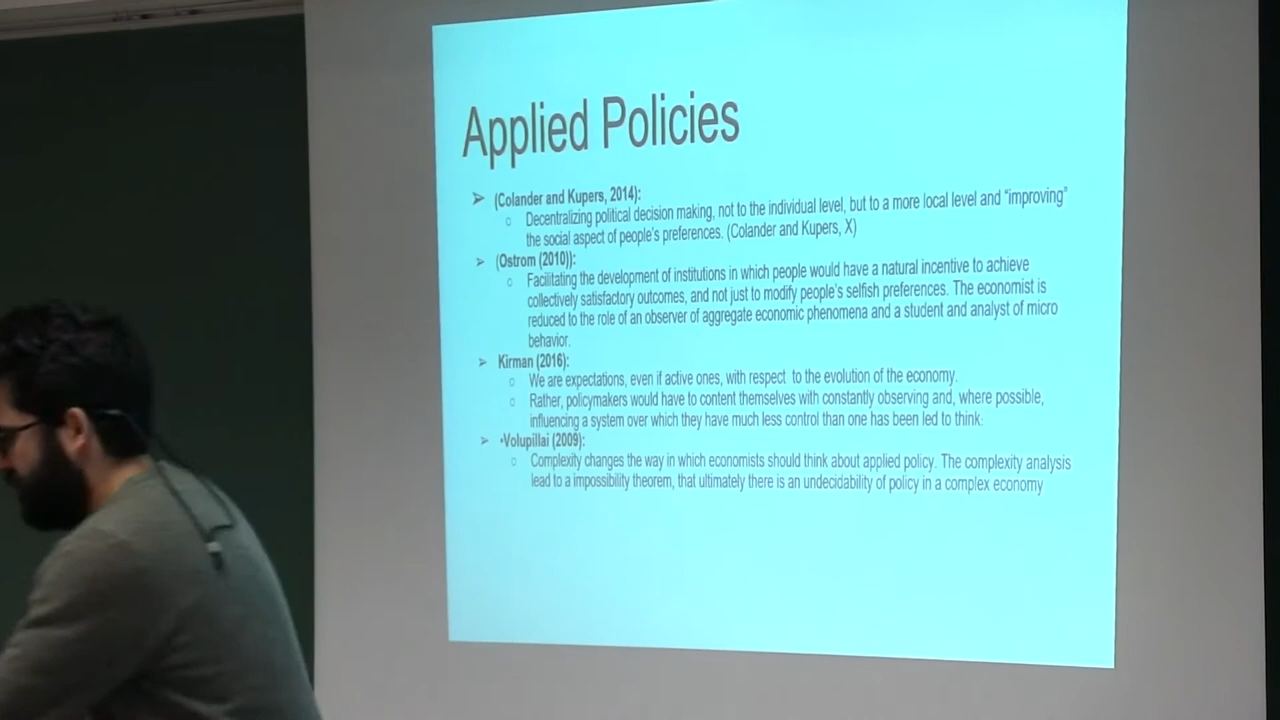 Applied Policies
➢ (Colander and Kupers, 2014):
○ Decentralizing political decision making, not to the individual level, but to a more local level and “improving”
the social aspect of people’s preferences. (Colander and Kupers, X)
➢ (Ostrom (2010)):
○ Facilitating the development of institutions in which people would have a natural incentive to achieve
collectively satisfactory outcomes, and not just to modify people’s selfish preferences. The economist is
reduced to the role of an observer of aggregate economic phenomena and a student and analyst of micro
behavior.
➢ Kirman (2016):
○ We are expectations, even if active ones, with respect to the evolution of the economy.
○ Rather, policymakers would have to content themselves with constantly observing and, where possible,
influencing a system over which they have much less control than one has been led to think.
➢ •Volupillai (2009):
○ Complexity changes the way in which economists should think about applied policy. The complexity analysis
lead to a impossibility theorem, that ultimately there is an undecidability of policy in a complex economy